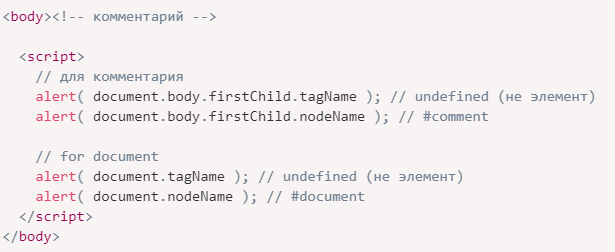 <body><!-- комментарий -->
<script>
// для комментария
alert( document.body.firstChild.tagName ); // undefined (не элемент)
alert( document.body.firstChild.nodeName ); // #comment
// for document
alert( document.tagName ); // undefined (не элемент)
alert( document.nodeName ); // #document
</script>
</body>